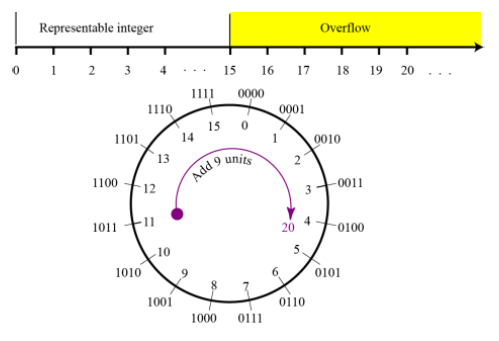 Representable integer Overflow
0 1 2 3 4 . . . 15 16 17 18 19 20 . . .
1111 0000
1110 0001
15 0
14 1
1101 0010
13 2
Add 9 units
1100 12 3 0011
1011 11 20 4 0100
10 5
1010 0101
9 6
8 7
1001 0110
1000 0111